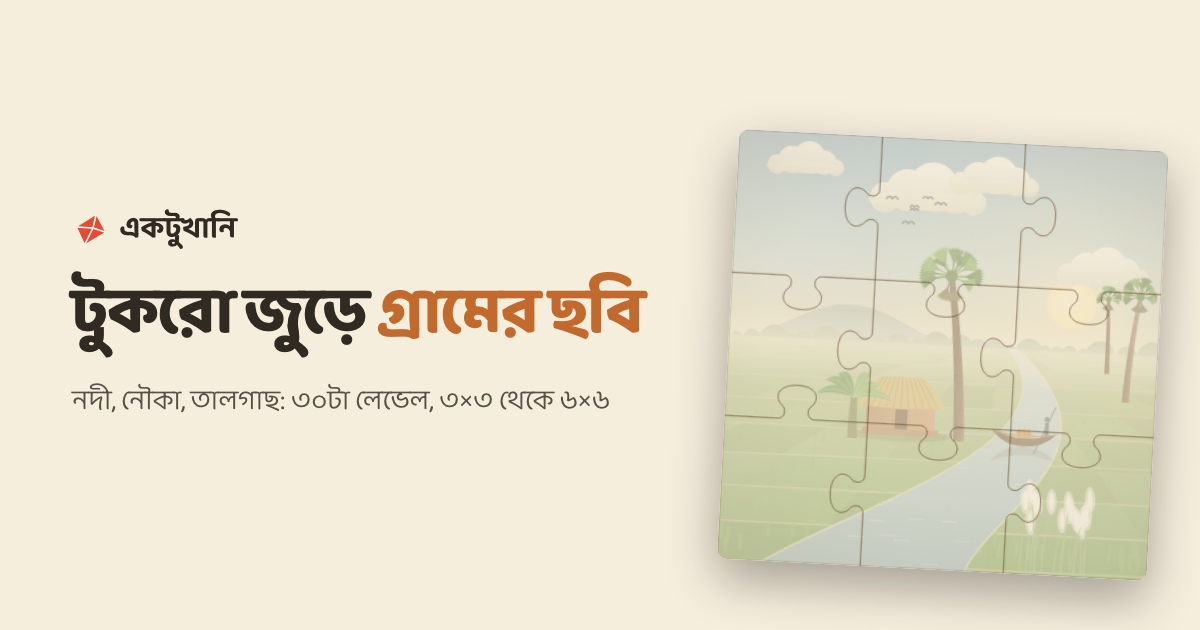 একটুখানি
টুকরো জুড়ে গ্রামের ছবি
নদী, নৌকা, তালগাছ: ৩০টা লেভেল, ৩×৩ থেকে ৬×৬